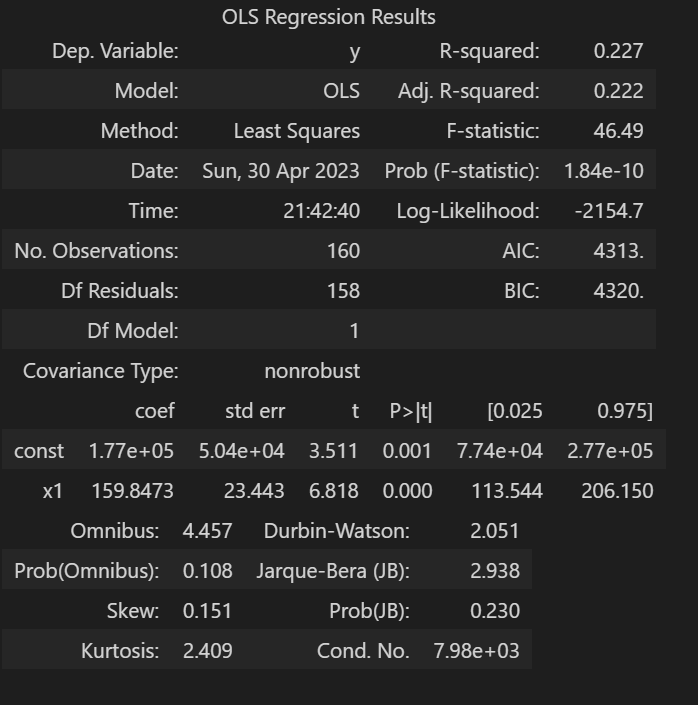 OLS Regression Results
Dep. Variable: y R-squared: 0.227
Model: OLS Adj. R-squared: 0.222
Method: Least Squares F-statistic: 46.49
Date: Sun, 30 Apr 2023 Prob (F-statistic): 1.84e-10
Time: 21:42:40 Log-Likelihood: -2154.7
No. Observations: 160 AIC: 4313.
Df Residuals: 158 BIC: 4320.
Df Model: 1
Covariance Type: nonrobust
coef std err t P>|t| [0.025 0.975]
const 1.77e+05 5.04e+04 3.511 0.001 7.74e+04 2.77e+05
x1 159.8473 23.443 6.818 0.000 113.544 206.150
Omnibus: 4.457 Durbin-Watson: 2.051
Prob(Omnibus): 0.108 Jarque-Bera (JB): 2.938
Skew: 0.151 Prob(JB): 0.230
Kurtosis: 2.409 Cond. No. 7.98e+03